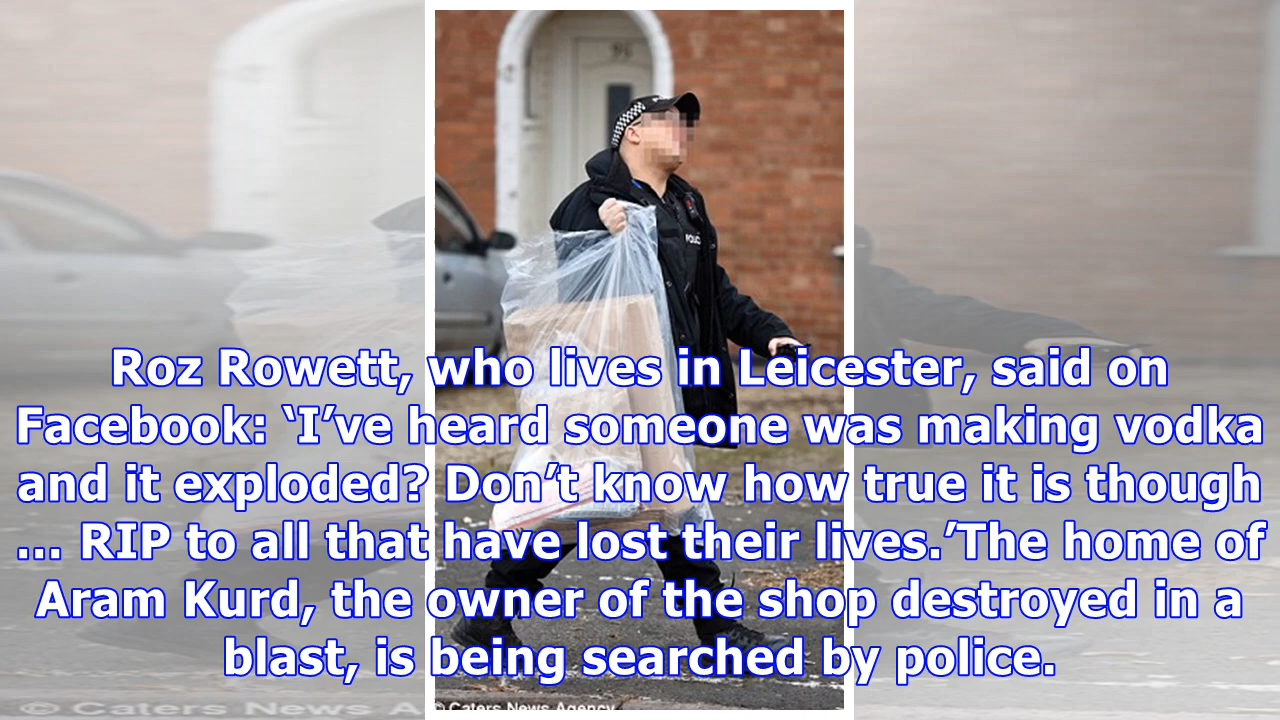 95
POLICE
Roz Rowett, who lives in Leicester, said on
Facebook: ‘I’ve heard someone was making vodka
and it exploded? Don’t know how true it is though
... RIP to all that have lost their lives.’The home of
Aram Kurd, the owner of the shop destroyed in a
blast, is being searched by police.
© Caters News A
© Caters News Agency